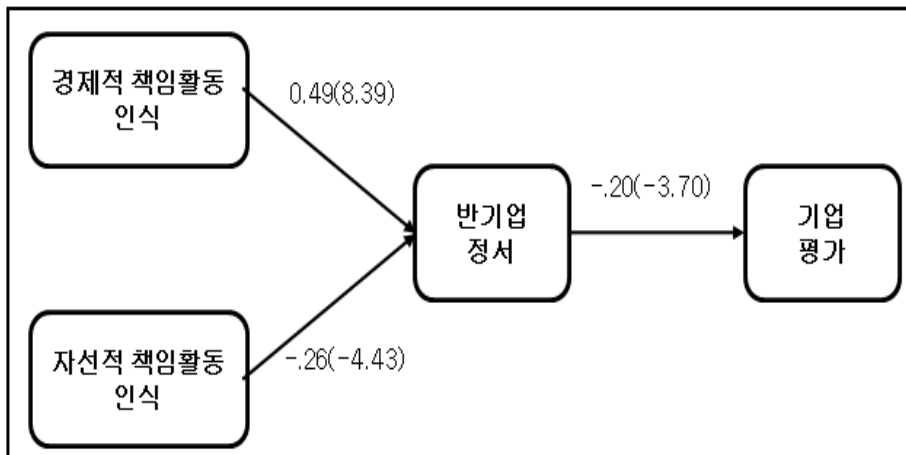 경제적 책임활동
인식
0.49(8.39)
반기업
정서
-.20(-3.70)
기업
평가
자선적 책임활동
인식
-.26(-4.43)